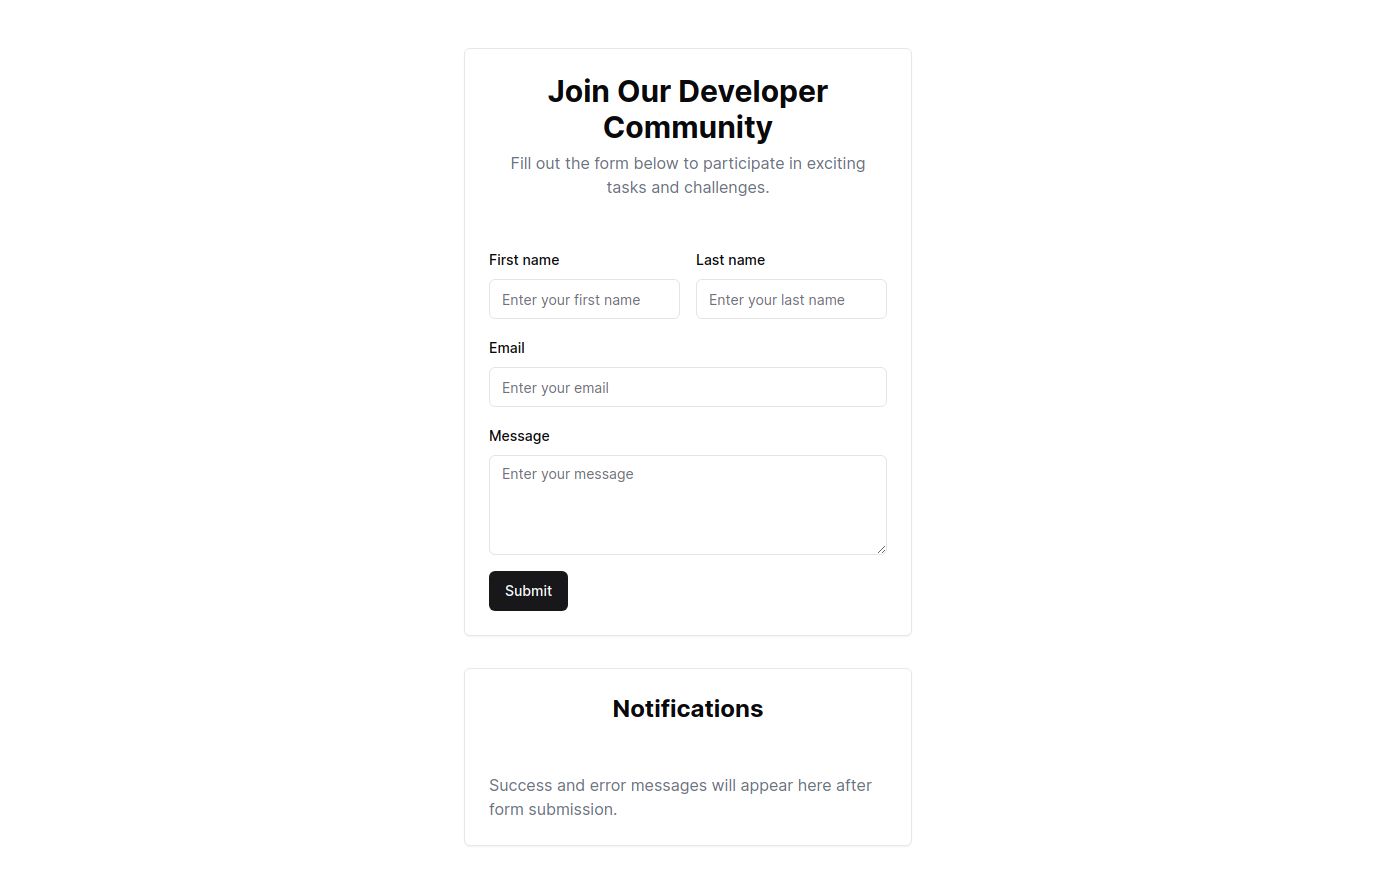 Join Our Developer
Community
Fill out the form below to participate in exciting
tasks and challenges.
First name
Last name
Enter your first name
Enter your last name
Email
Enter your email
Message
Enter your message
Submit
Notifications
Success and error messages will appear here after
form submission.